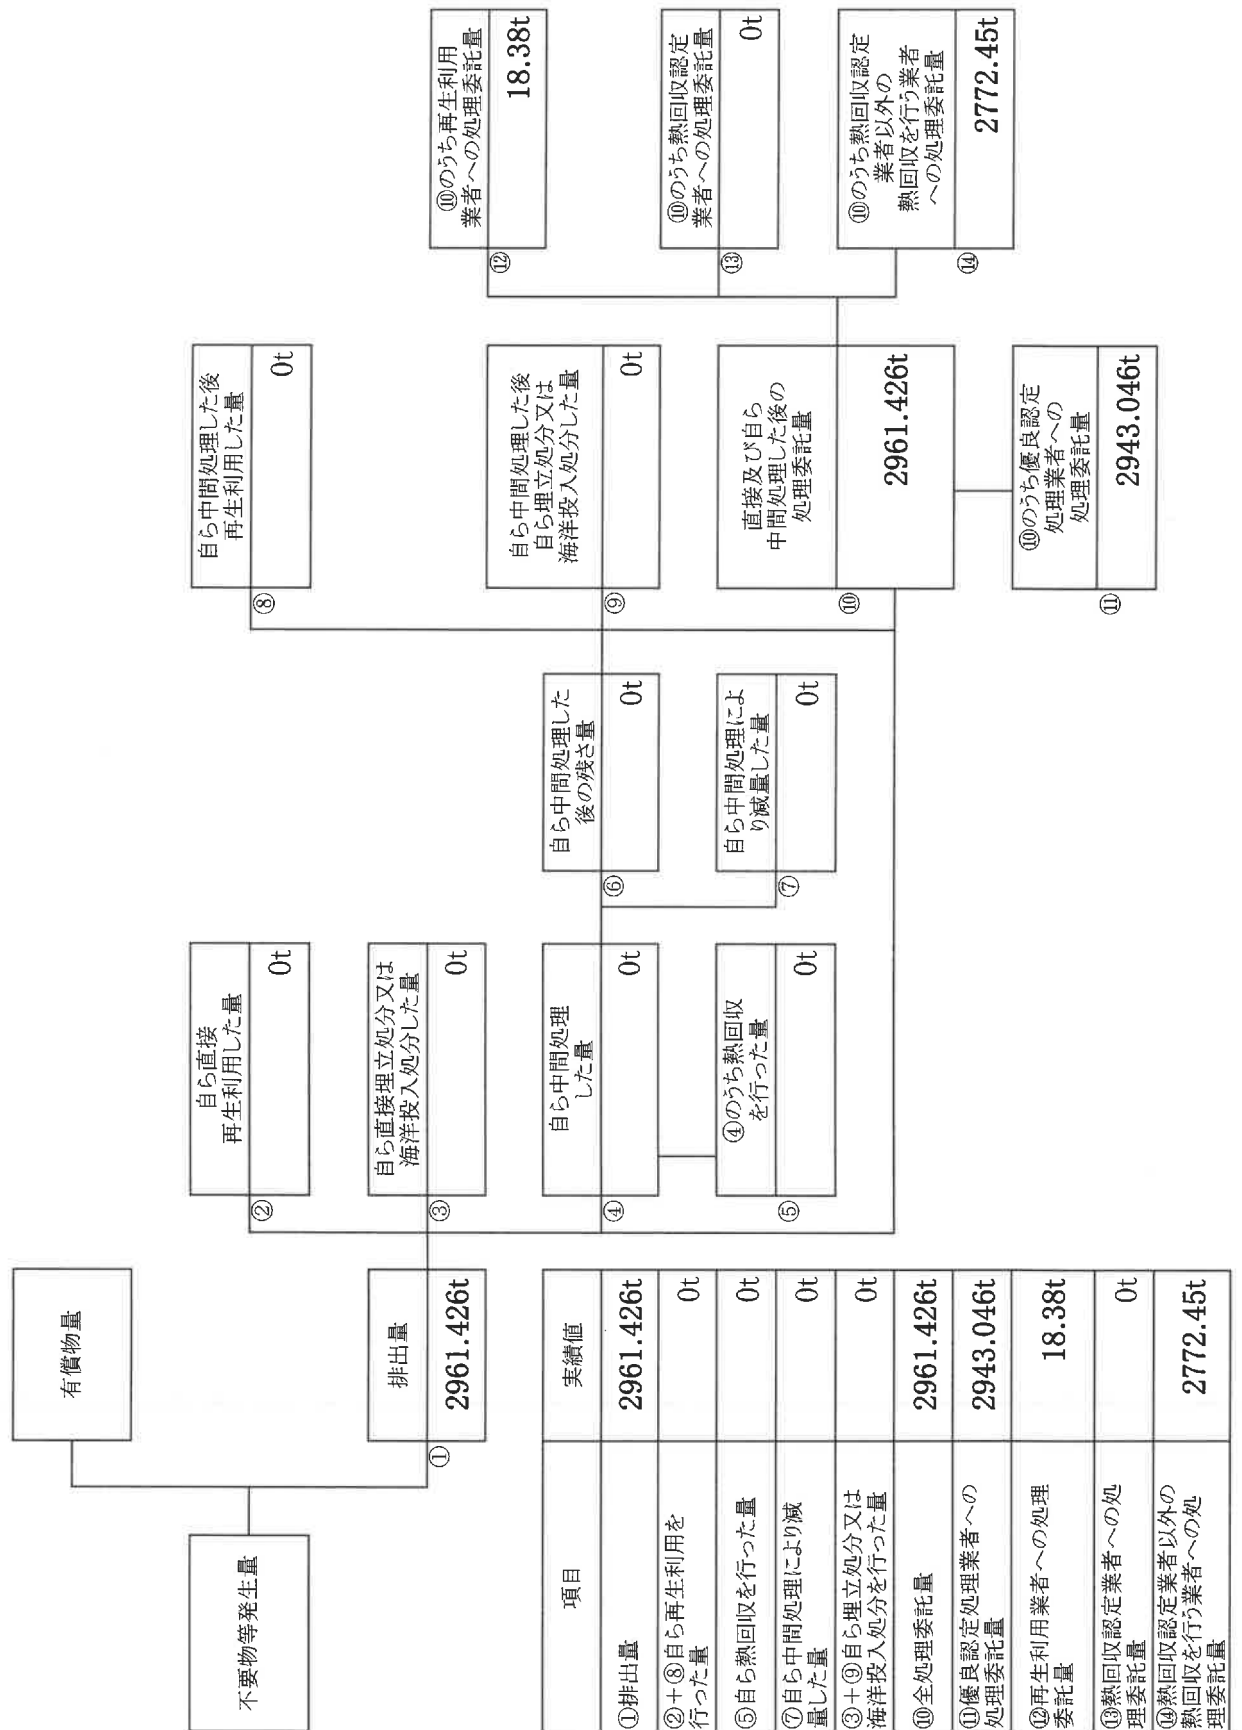 不要物等発生量
有償物量
排出量
①
2961.426t
自ら直接
再生利用した量
②
0t
自ら直接埋立処分又は
海洋投入処分した量
③
0t
自ら中間処理
した量
④
0t
④のうち熱回収
を行った量
⑤
0t
自ら中間処理した
後の残さ量
⑥
0t
自ら中間処理によ
り減量した量
⑦
0t
自ら中間処理した後
再生利用した量
⑧
0t
自ら中間処理した後
自ら埋立処分又は
海洋投入処分した量
⑨
0t
直接及び自ら
中間処理した後の
処理委託量
⑩
2961.426t
⑩のうち優良認定
処理業者への
処理委託量
⑪
2943.046t
⑩のうち再生利用
業者への処理委託量
⑫
18.38t
⑩のうち熱回収認定
業者への処理委託量
⑬
0t
⑩のうち熱回収認定
業者以外の
熱回収を行う業者
への処理委託量
⑭
2772.45t
項目 実績値
①排出量 2961.426t
②+⑧自ら再生利用を
行った量 0t
⑤自ら熱回収を行った量 0t
⑦自ら中間処理により減
量した量 0t
③+⑨自ら埋立処分又は
海洋投入処分を行った量 0t
⑩全処理委託量 2961.426t
⑪優良認定処理業者への
処理委託量 2943.046t
⑫再生利用業者への処理
委託量 18.38t
⑬熱回収認定業者への処
理委託量 0t
⑭熱回収認定業者以外の
熱回収を行う業者への処
理委託量 2772.45t